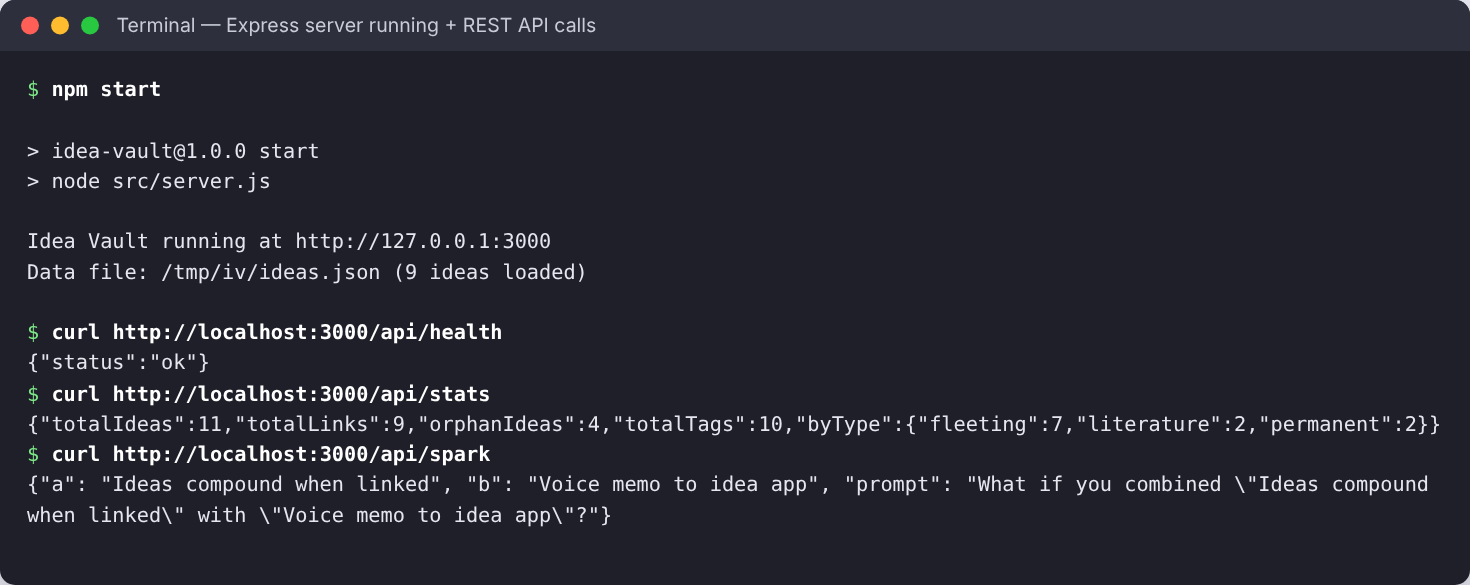 Terminal — Express server running + REST API calls
$ npm start
> idea-vault@1.0.0 start
> node src/server.js
Idea Vault running at http://127.0.0.1:3000
Data file: /tmp/iv/ideas.json (9 ideas loaded)
$ curl http://localhost:3000/api/health
{"status":"ok"}
$ curl http://localhost:3000/api/stats
{"totalIdeas":11,"totalLinks":9,"orphanIdeas":4,"totalTags":10,"byType":{"fleeting":7,"literature":2,"permanent":2}}
$ curl http://localhost:3000/api/spark
{"a": "Ideas compound when linked", "b": "Voice memo to idea app", "prompt": "What if you combined \"Ideas compound
when linked\" with \"Voice memo to idea app\"?"}